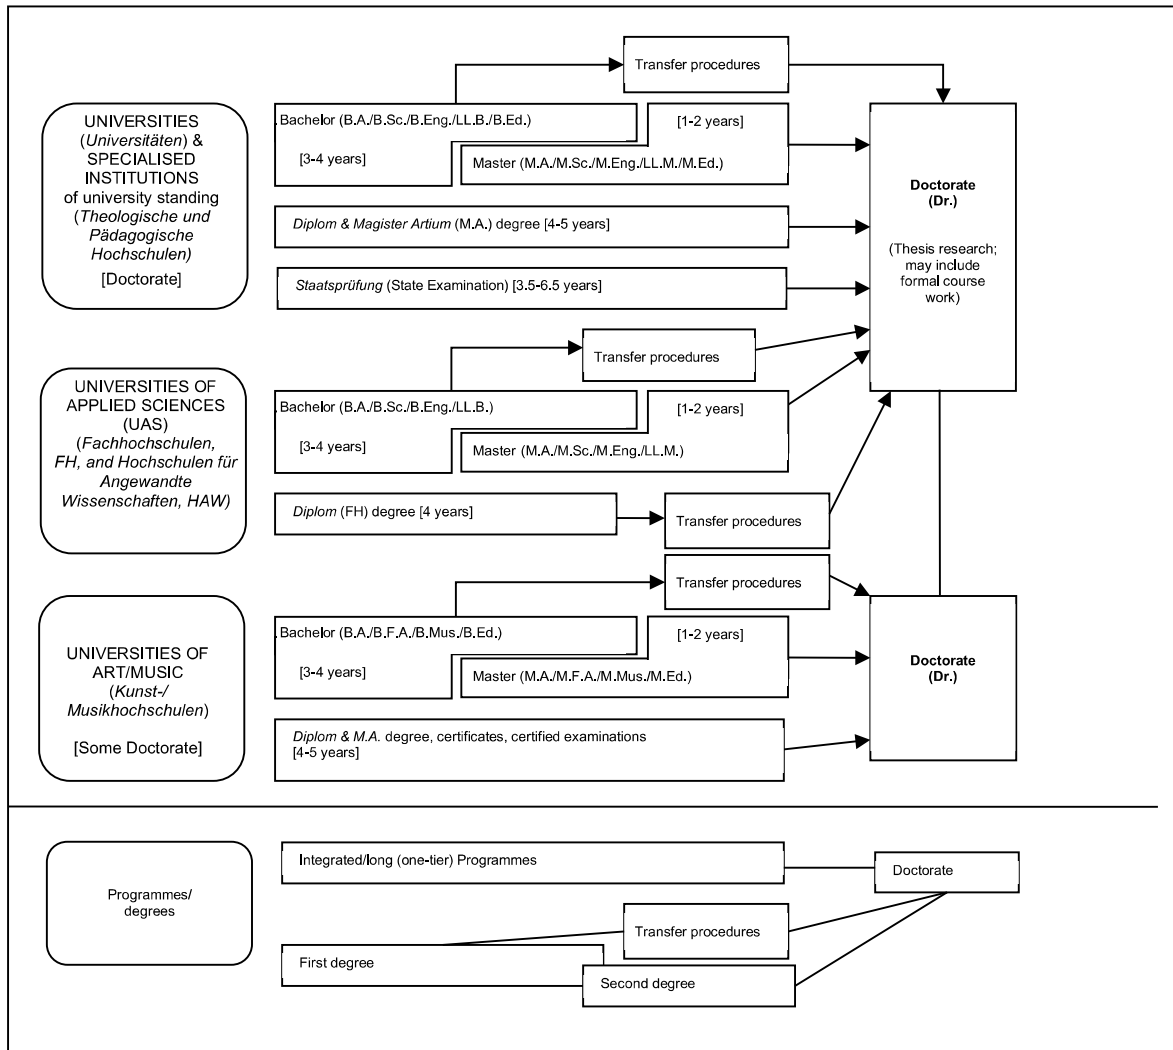 Transfer procedures
UNIVERSITIES
(Universitäten) &
SPECIALISED
INSTITUTIONS
of university standing
(Theologische und
Pädagogische
Hochschulen)
[Doctorate]
Bachelor (B.A./B.Sc./B.Eng./LL.B./B.Ed.)
[3-4 years]
[1-2 years]
Master (M.A./M.Sc./M.Eng./LL.M./M.Ed.)
Diplom & Magister Artium (M.A.) degree [4-5 years]
Staatsprüfung (State Examination) [3.5-6.5 years]
Doctorate
(Dr.)
(Thesis research;
may include
formal course
work)
Transfer procedures
UNIVERSITIES OF
APPLIED SCIENCES
(UAS)
(Fachhochschulen,
FH, and Hochschulen für
Angewandte
Wissenschaften, HAW)
Bachelor (B.A./B.Sc./B.Eng./LL.B.)
[3-4 years]
[1-2 years]
Master (M.A./M.Sc./M.Eng./LL.M.)
Diplom (FH) degree [4 years]
Transfer procedures
Transfer procedures
UNIVERSITIES OF
ART/MUSIC
(Kunst-/
Musikhochschulen)
[Some Doctorate]
Bachelor (B.A./B.F.A./B.Mus./B.Ed.)
[3-4 years]
[1-2 years]
Master (M.A./M.F.A./M.Mus./M.Ed.)
Diplom & M.A. degree, certificates, certified examinations
[4-5 years]
Doctorate
(Dr.)
Programmes/
degrees
Integrated/long (one-tier) Programmes
Doctorate
Transfer procedures
First degree
Second degree